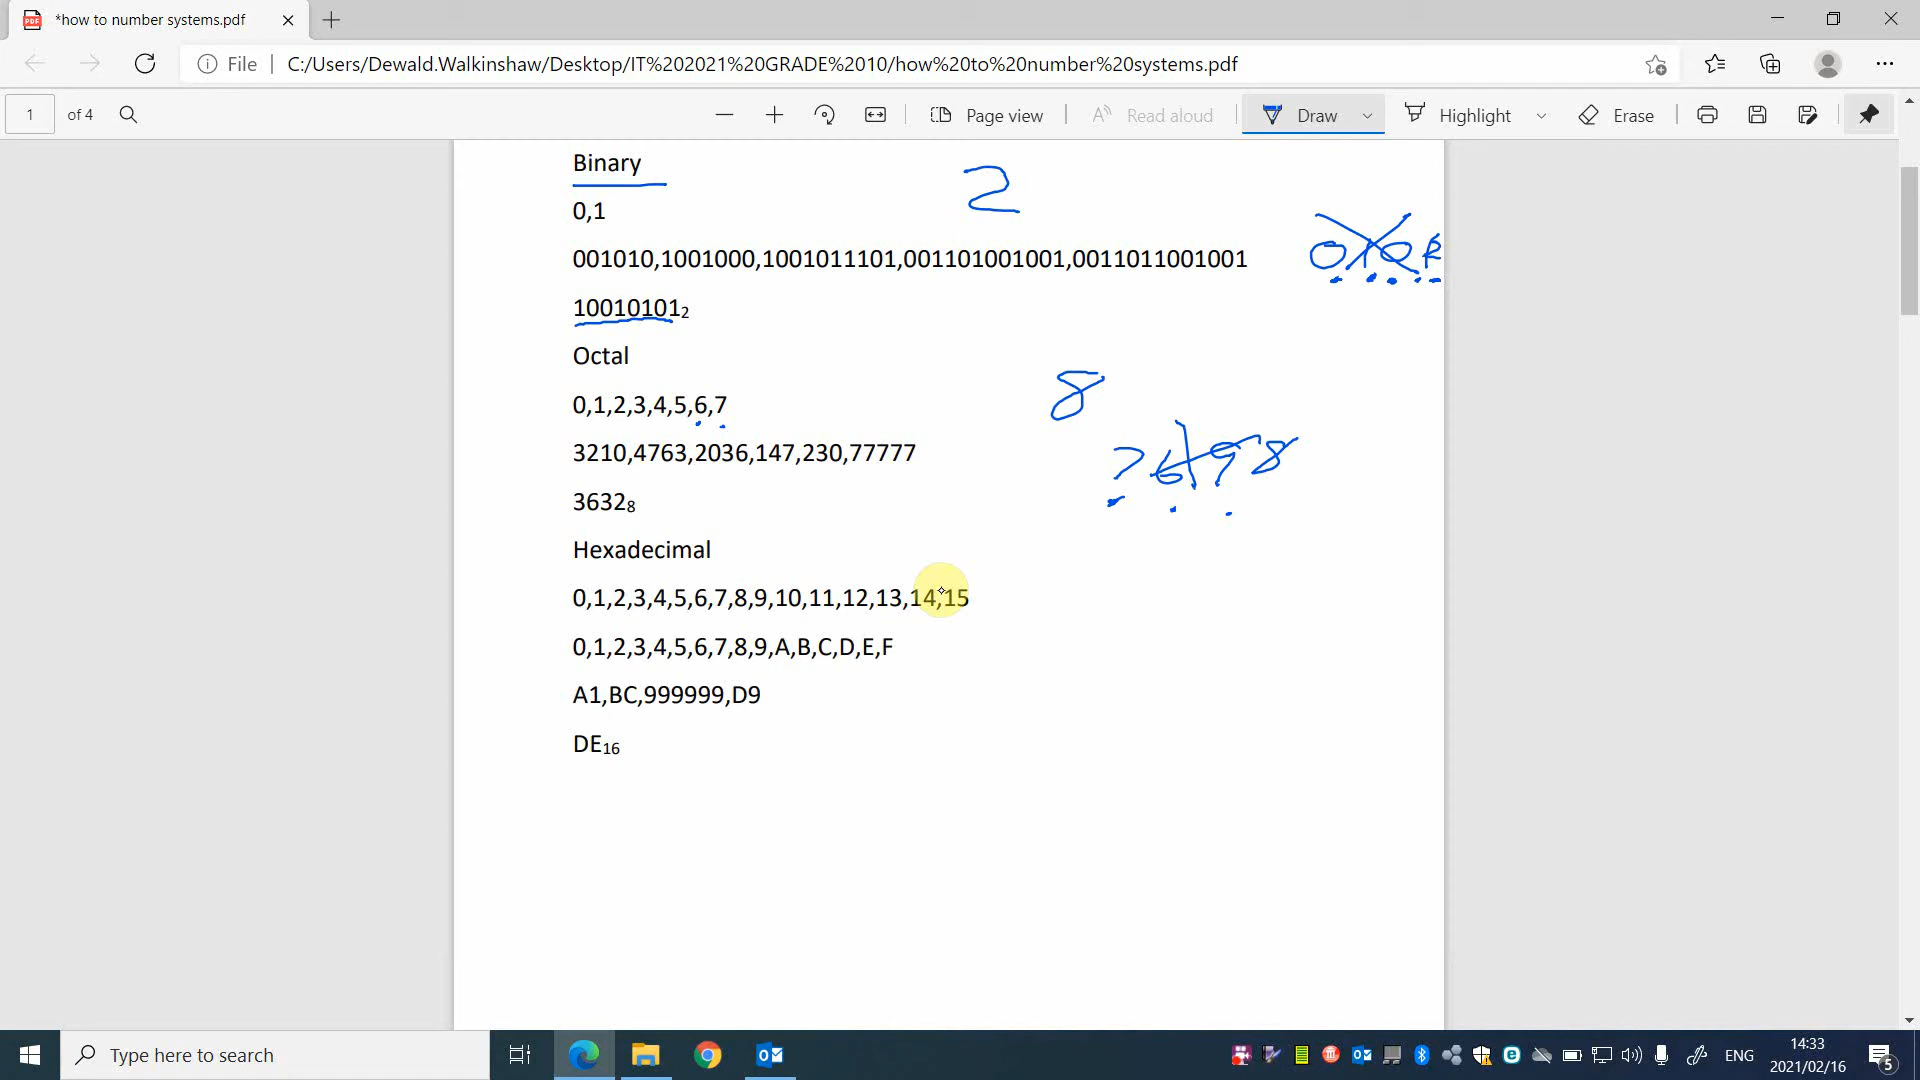 *how to number systems.pdf
File | C:/Users/Dewald.Walkinshaw/Desktop/IT%202021%20GRADE%2010/how%20to%20number%20systems.pdf
1 of 4 Page view Read aloud Draw Highlight Erase
Binary
2
0,1
001010,1001000,1001011101,001101001001,0011011001001
010
10010101₂
Octal
8
0,1,2,3,4,5,6,7
3210,4763,2036,147,230,77777
3632₈
Hexadecimal
0,1,2,3,4,5,6,7,8,9,10,11,12,13,14,15
0,1,2,3,4,5,6,7,8,9,A,B,C,D,E,F
A1,BC,999999,D9
DE₁₆
Type here to search
ENG
14:33
2021/02/16
5